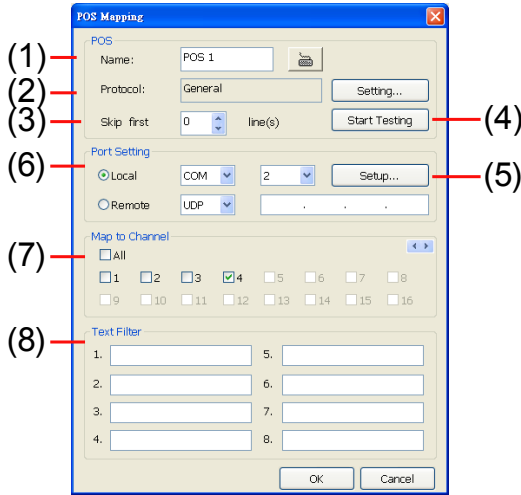 POS Mapping
POS
(1) Name: POS 1
(2) Protocol: General Setting...
(3) Skip first 0 line(s) Start Testing (4)
Port Setting
(6) Local COM 2 Setup... (5)
Remote UDP . . .
Map to Channel
(7) All
1 2 3 4 5 6 7 8
9 10 11 12 13 14 15 16
(8) Text Filter
1. 5.
2. 6.
3. 7.
4. 8.
OK Cancel